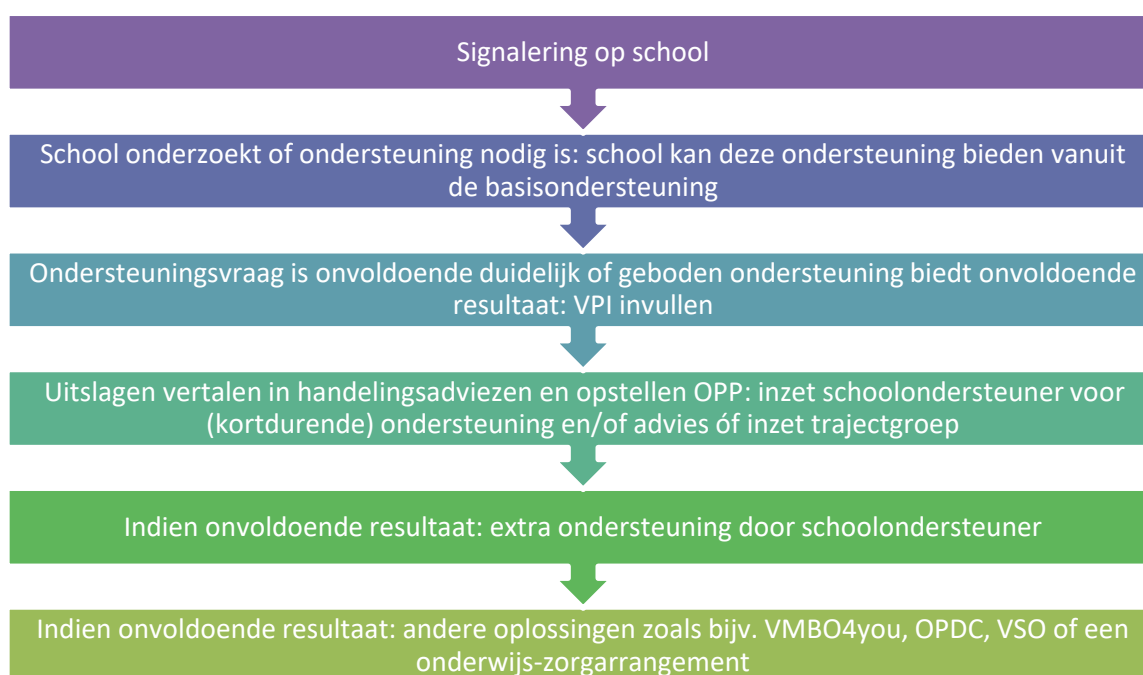 Signalering op school
School onderzoekt of ondersteuning nodig is: school kan deze ondersteuning bieden vanuit
de basisondersteuning
Ondersteuningsvraag is onvoldoende duidelijk of geboden ondersteuning biedt onvoldoende
resultaat: VPI invullen
Uitslagen vertalen in handelingsadviezen en opstellen OPP: inzet schoolondersteuner voor
(kortdurende) ondersteuning en/of advies óf inzet trajectgroep
Indien onvoldoende resultaat: extra ondersteuning door schoolondersteuner
Indien onvoldoende resultaat: andere oplossingen zoals bijv. VMBO4you, OPDC, VSO of een
onderwijs-zorgarrangement